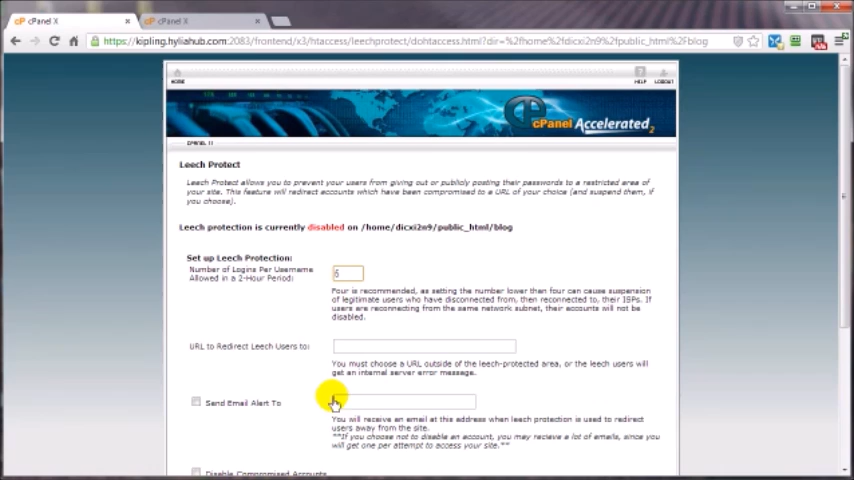 cPanel X
cPanel X
https://kipling.hyliahub.com:2083/frontend/x3/htaccess/leechprotect/dohtaccess.html?dir=%2fhome%2fdicxi2n9%2fpublic_html%2fblog
HOME
HELP LOGOUT
cPanel Accelerated2
CPANEL 11
Leech Protect
Leech Protect allows you to prevent your users from giving out or publicly posting their passwords to a restricted area of
your site. This feature will redirect accounts which have been compromised to a URL of your choice (and suspend them, if
you choose).
Leech protection is currently disabled on /home/dicxi2n9/public_html/blog
Set up Leech Protection:
Number of Logins Per Username
Allowed in a 2-Hour Period:
Four is recommended, as setting the number lower than four can cause suspension
of legitimate users who have disconnected from, then reconnected to, their ISPs. If
users are reconnecting from the same network subnet, their accounts will not be
disabled.
URL to Redirect Leech Users to:
You must choose a URL outside of the leech-protected area, or the leech users will
get an internal server error message.
Send Email Alert To
You will receive an email at this address when leech protection is used to redirect
users away from the site.
**If you choose not to disable an account, you may recieve a lot of emails, since you
will get one per attempt to access your site.**
Disable Compromised Accounts